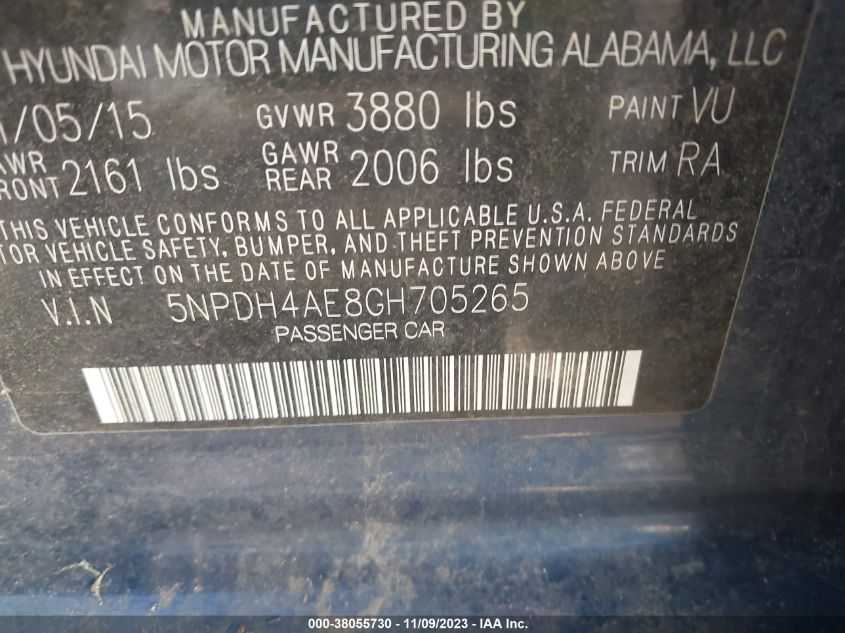 MANUFACTURED BY
HYUNDAI MOTOR MANUFACTURING ALABAMA, LLC
/05/15 GVWR 3880 lbs PAINT VU
AWR FRONT 2161 lbs GAWR REAR 2006 lbs TRIM RA
THIS VEHICLE CONFORMS TO ALL APPLICABLE U.S.A. FEDERAL
TOR VEHICLE SAFETY, BUMPER, AND THEFT PREVENTION STANDARDS
IN EFFECT ON THE DATE OF MANUFACTURE SHOWN ABOVE
V.I.N 5NPDH4AE8GH705265
PASSENGER CAR
000-38055730 - 11/09/2023 - IAA Inc.